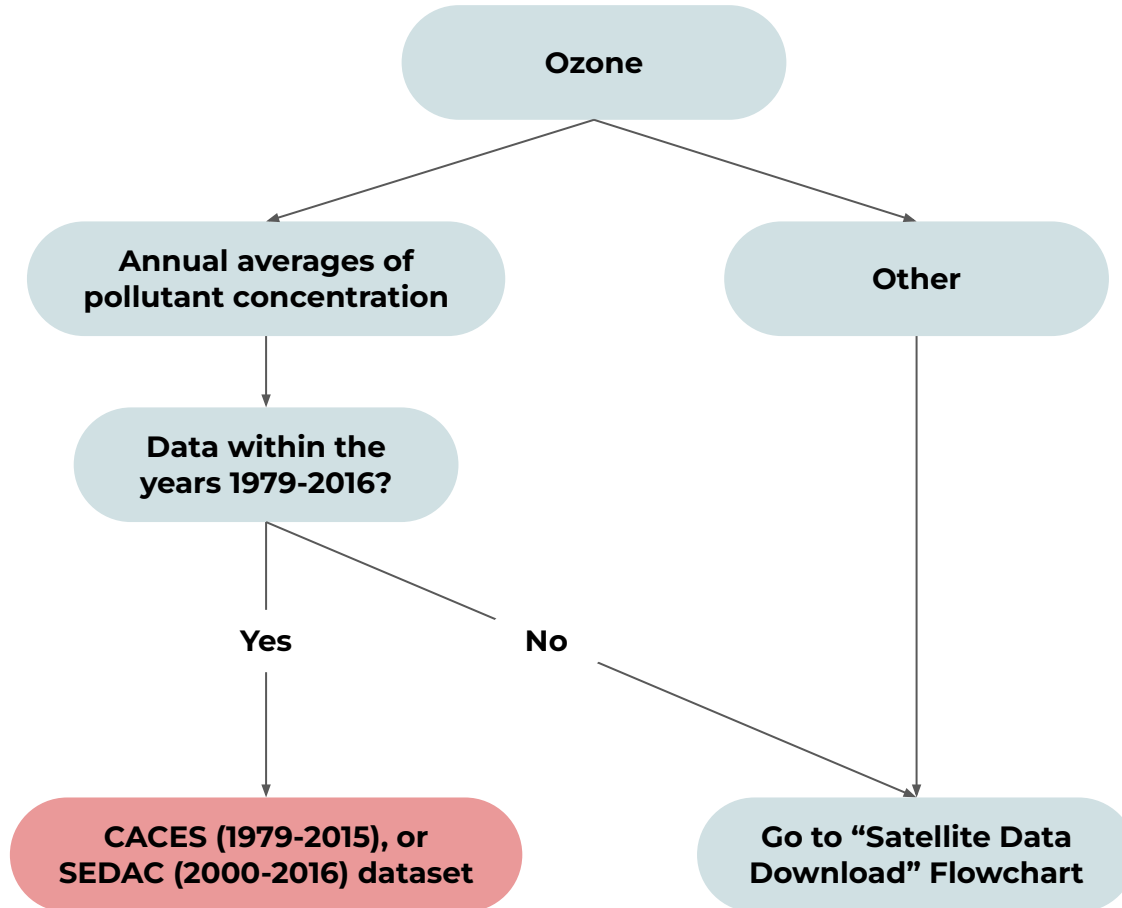 Ozone
Annual averages of
pollutant concentration
Other
Data within the
years 1979-2016?
Yes
No
CACES (1979-2015), or
SEDAC (2000-2016) dataset
Go to “Satellite Data
Download” Flowchart